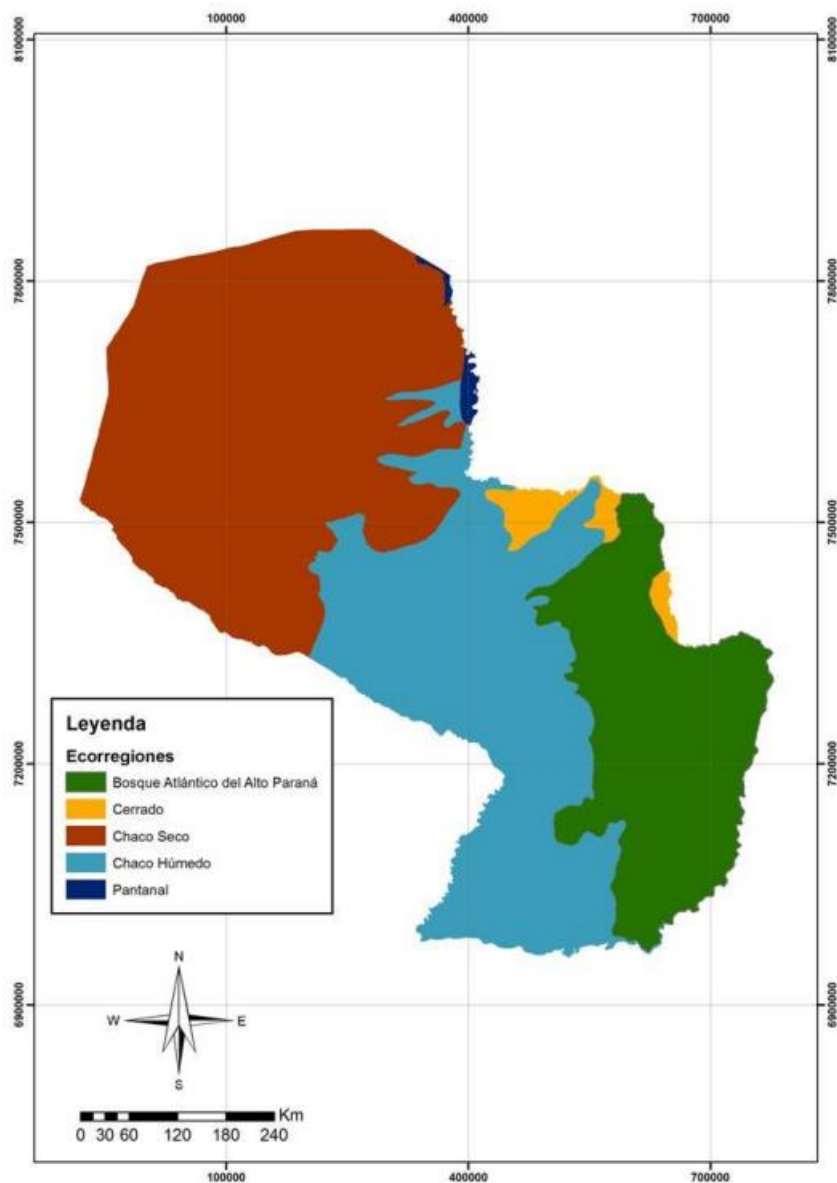 100000 400000 700000
8100000 8100000
7800000 7800000
7500000 7500000
7200000 7200000
6900000 6900000
Leyenda
Ecorregiones
Bosque Atlántico del Alto Paraná
Cerrado
Chaco Seco
Chaco Húmedo
Pantanal
N
W E
S
Km
0 30 60 120 180 240
100000 400000 700000